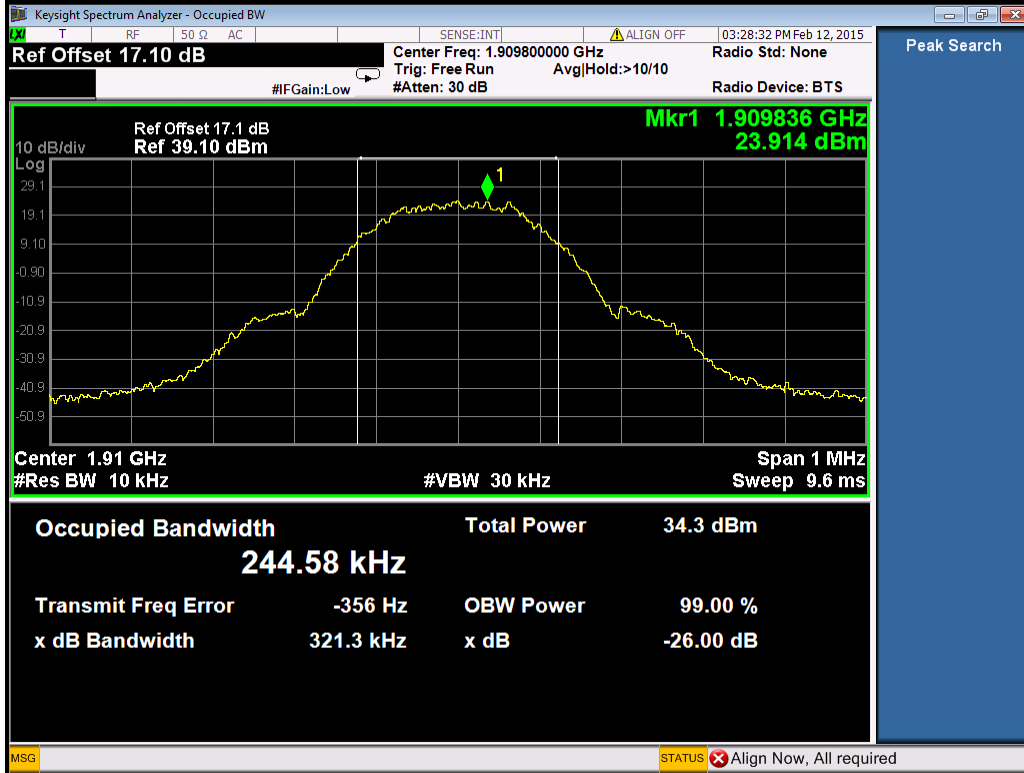 Keysight Spectrum Analyzer - Occupied BW
LXI T RF 50 Ω AC SENSE:INT ALIGN OFF 03:28:32 PM Feb 12, 2015
Ref Offset 17.10 dB
Center Freq: 1.909800000 GHz
Radio Std: None
Trig: Free Run Avg|Hold:>10/10
#IFGain:Low
#Atten: 30 dB
Radio Device: BTS
Peak Search
Mkr1 1.909836 GHz
23.914 dBm
Ref Offset 17.1 dB
10 dB/div Ref 39.10 dBm
Log
1
29.1
19.1
9.10
-0.90
-10.9
-20.9
-30.9
-40.9
-50.9
Center 1.91 GHz Span 1 MHz
#Res BW 10 kHz #VBW 30 kHz Sweep 9.6 ms
Occupied Bandwidth Total Power 34.3 dBm
244.58 kHz
Transmit Freq Error -356 Hz OBW Power 99.00 %
x dB Bandwidth 321.3 kHz x dB -26.00 dB
MSG STATUS Align Now, All required